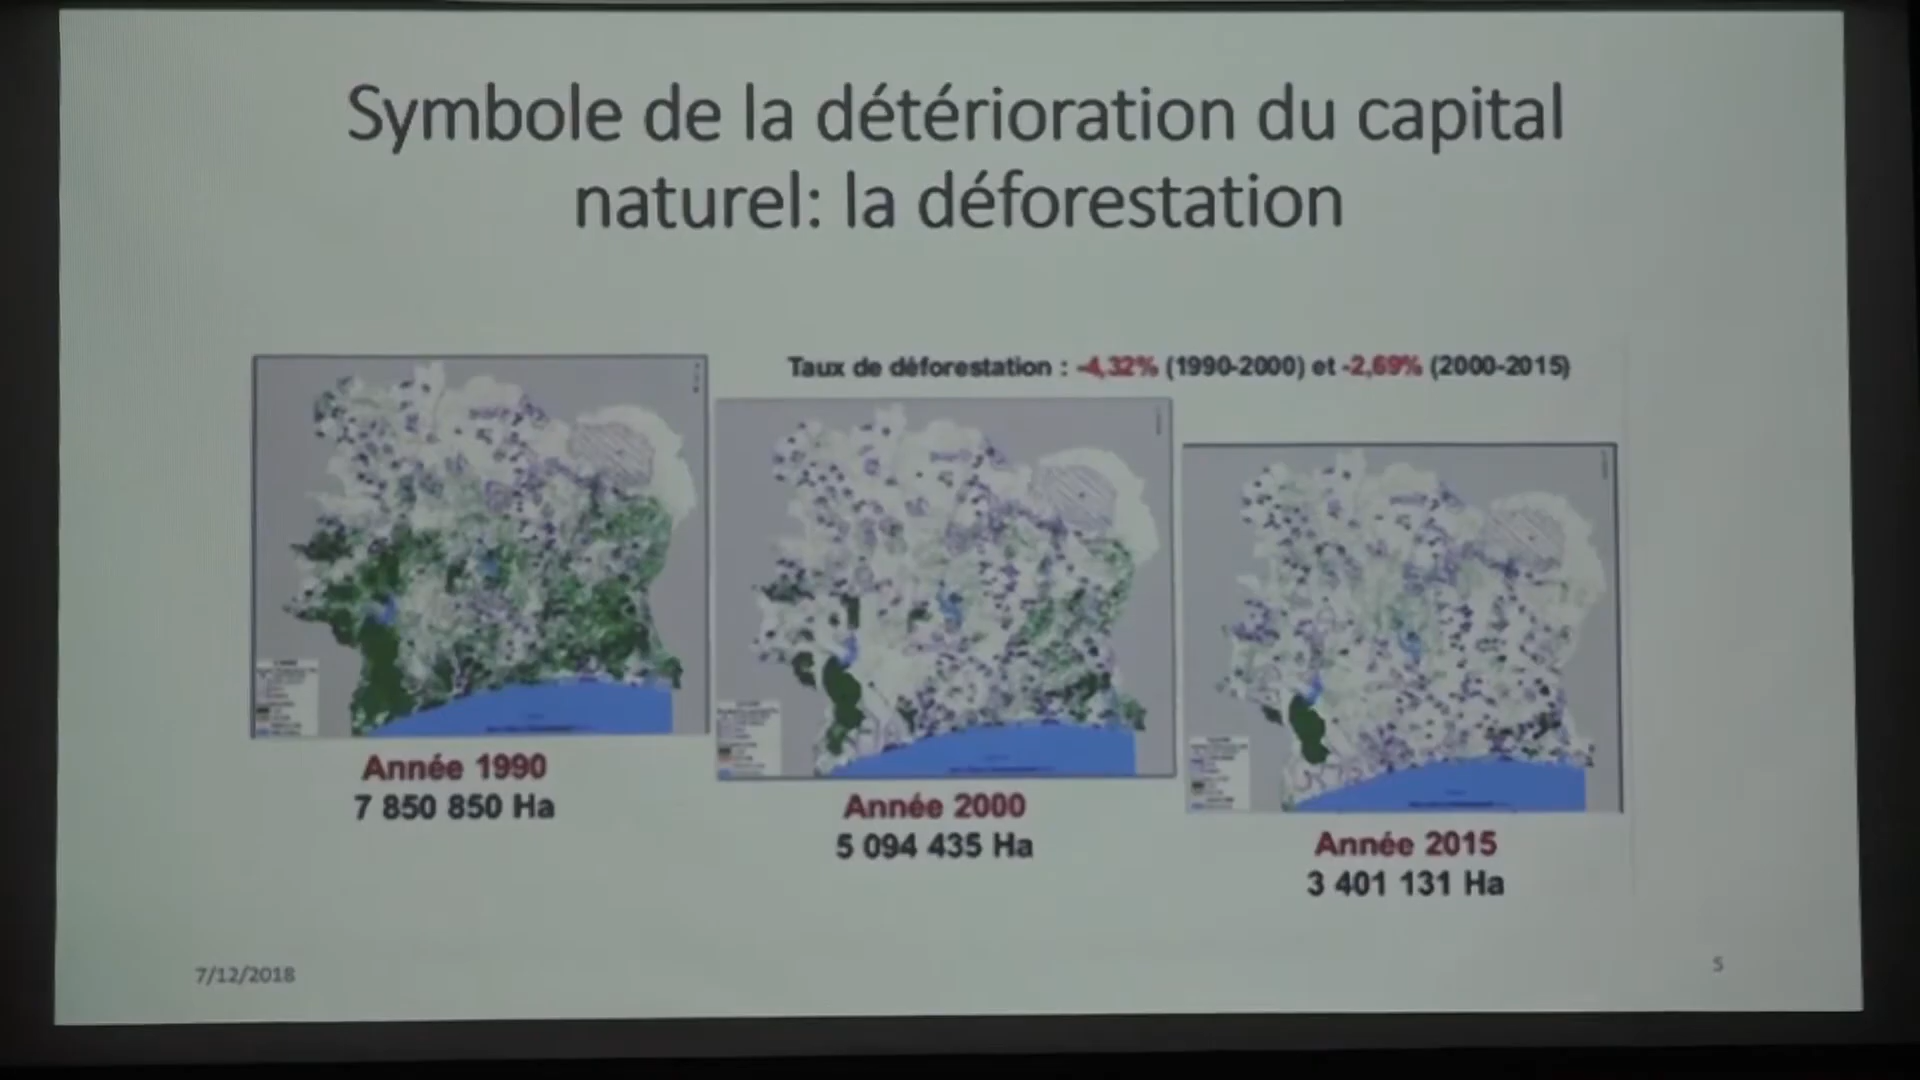 Symbole de la détérioration du capital
naturel: la déforestation
Taux de déforestation : -4,32% (1990-2000) et -2,69% (2000-2015)
Année 1990
7 850 850 Ha
Année 2000
5 094 435 Ha
Année 2015
3 401 131 Ha
7/12/2018
5